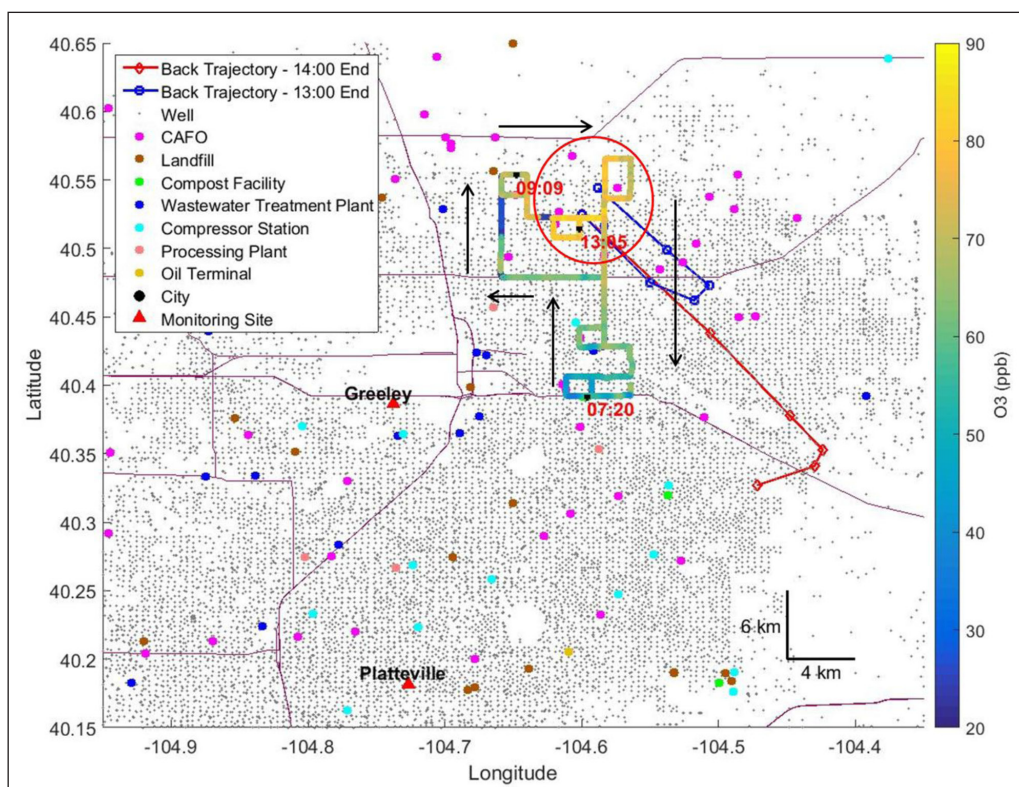 40.65
40.6
40.55
40.5
40.45
40.4
40.35
40.3
40.25
40.2
40.15
Latitude
Back Trajectory - 14:00 End
Back Trajectory - 13:00 End
Well
CAFO
Landfill
Compost Facility
Wastewater Treatment Plant
Compressor Station
Processing Plant
Oil Terminal
City
Monitoring Site
09:09
13:05
07:20
Greeley
Platteville
6 km
4 km
-104.9
-104.8
-104.7
-104.6
-104.5
-104.4
Longitude
90
80
70
60
50
40
30
20
O3 (ppb)